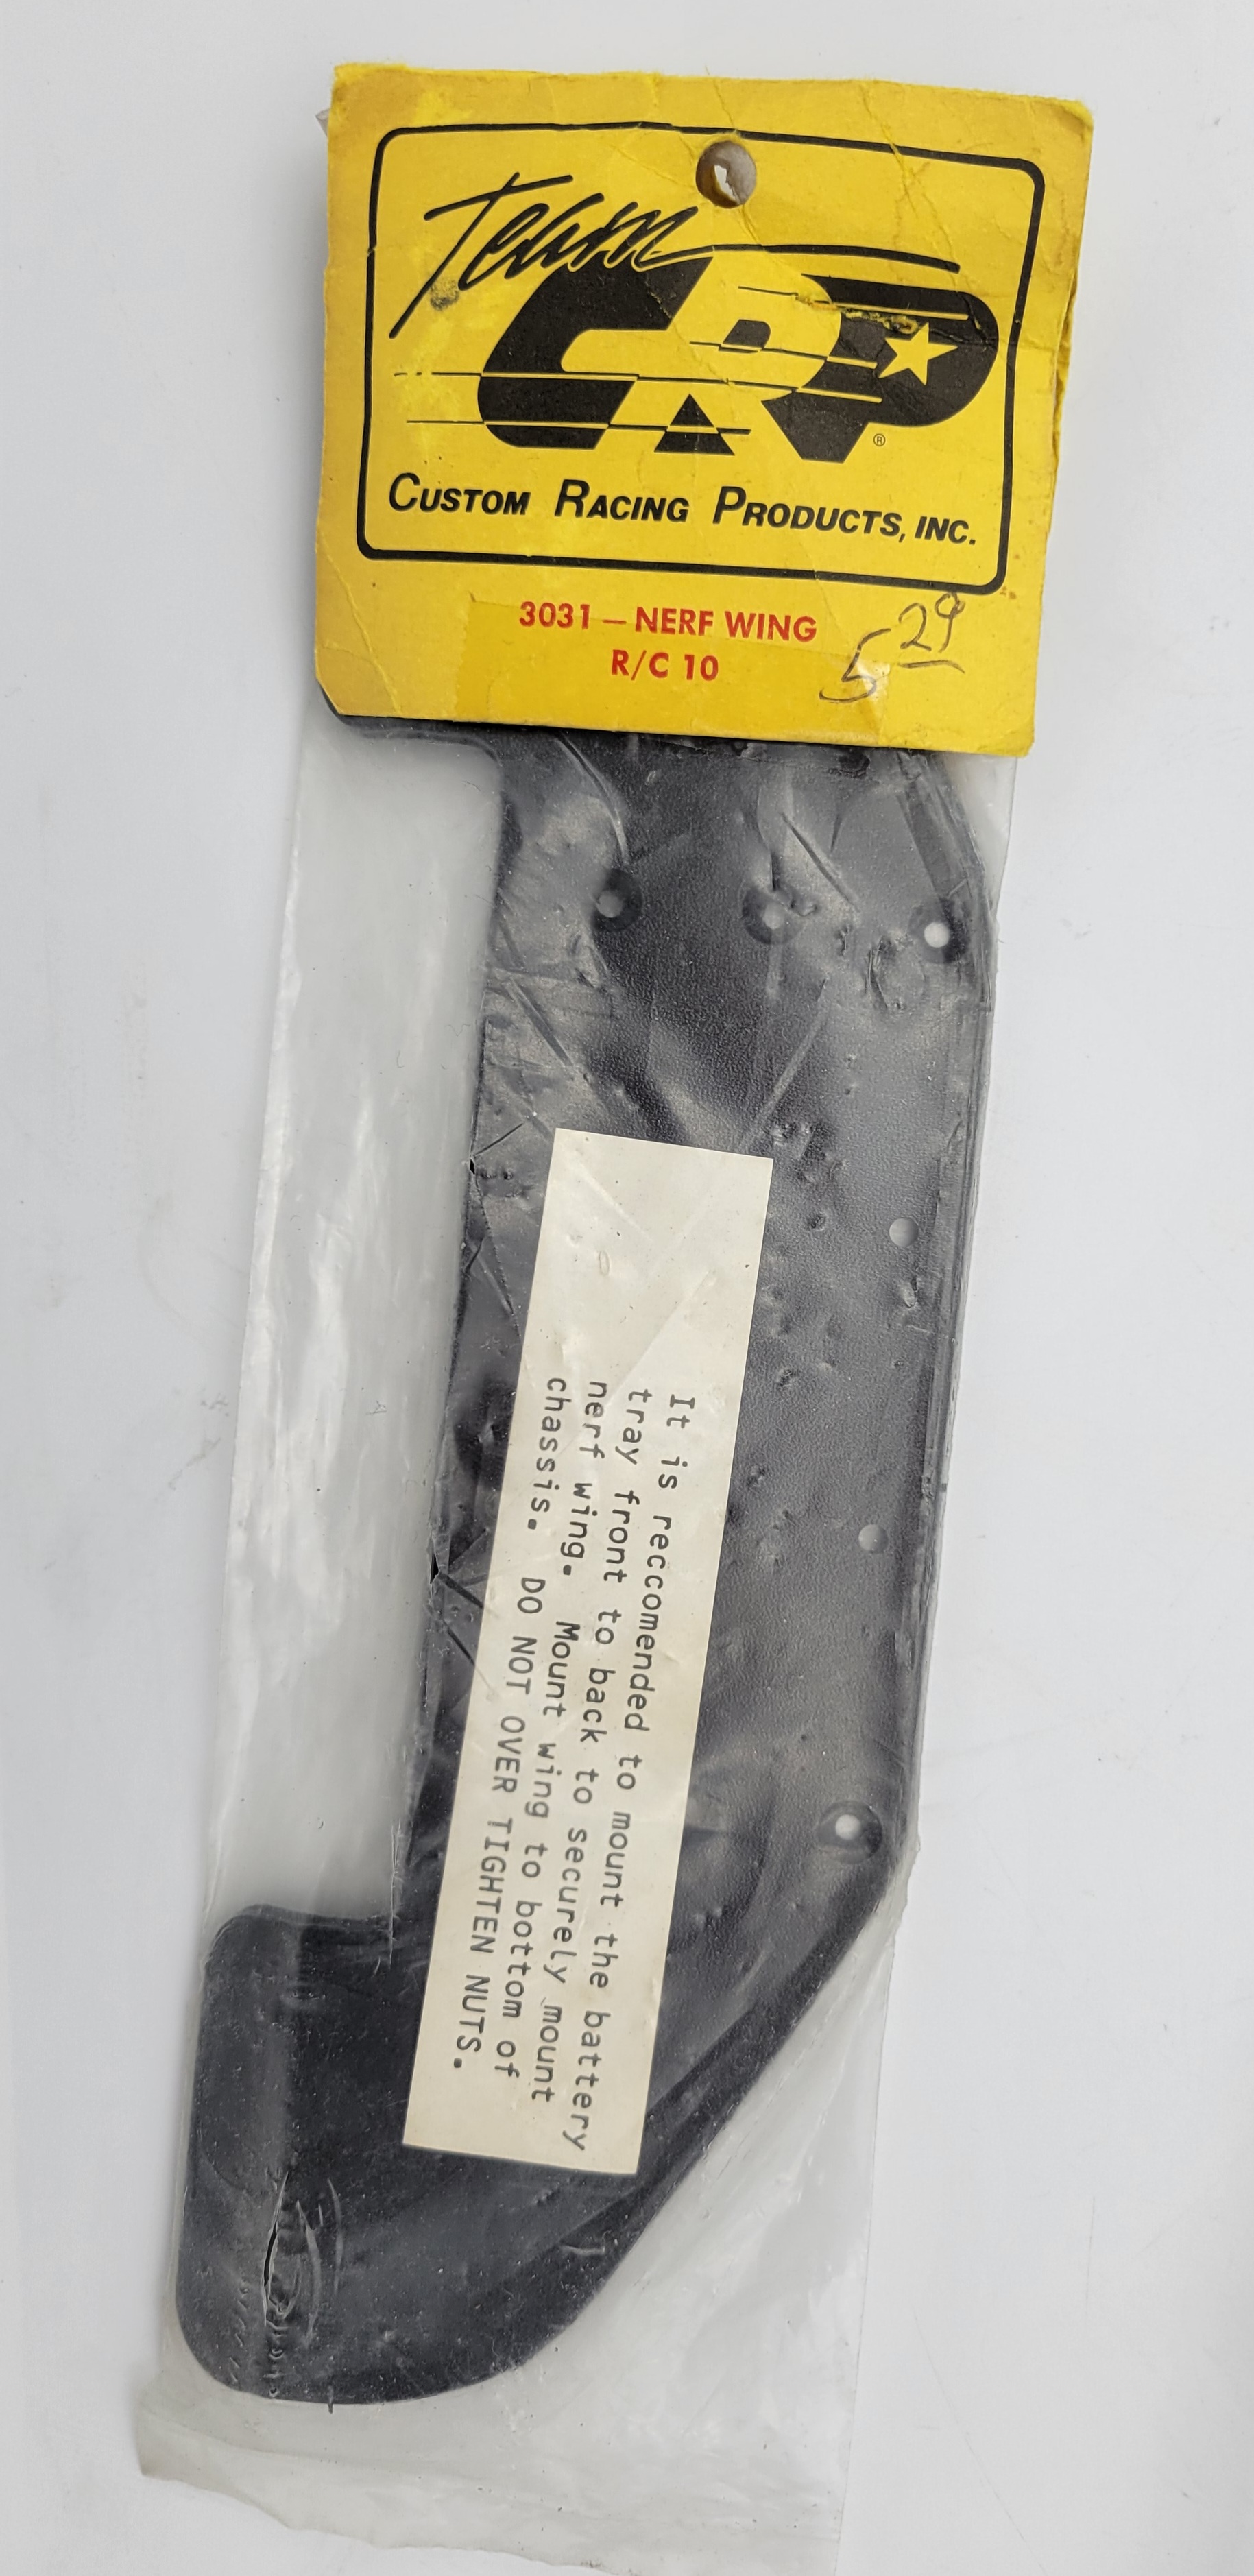 Team
CRP
®
CUSTOM RACING PRODUCTS, INC.
3031 — NERF WING
R/C 10
5 29
It is reccomended to mount the battery
tray front to back to securely mount
nerf wing. Mount wing to bottom of
chassis. DO NOT OVER TIGHTEN NUTS.